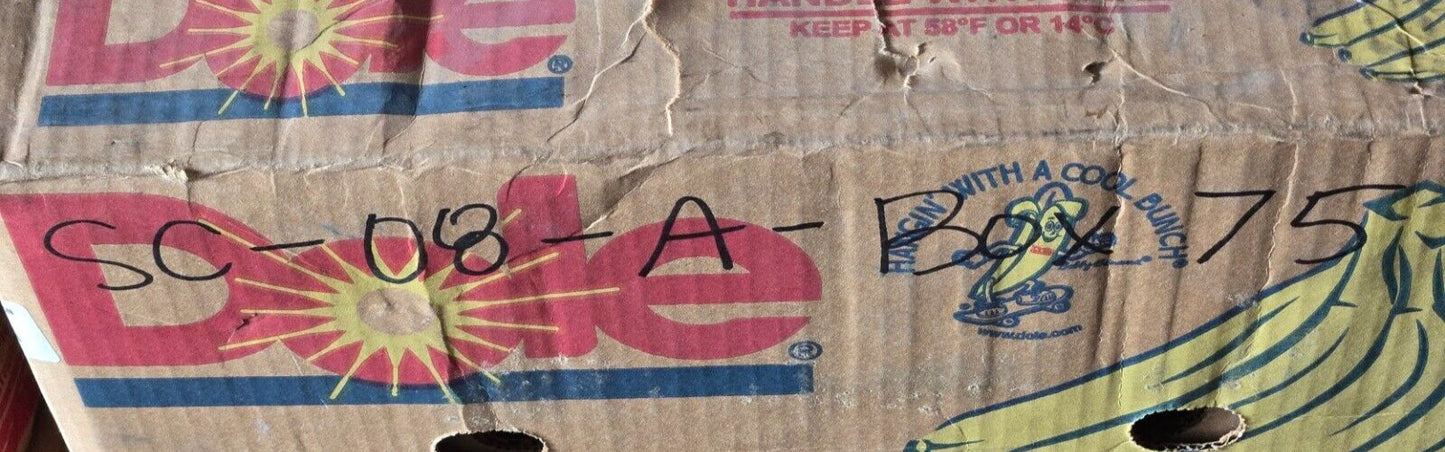 Dole®
KEEP AT 58°F OR 14°C
SC-08-A-Box 75
Dole®
HANGIN' WITH A COOL BUNCH®
www.dole.com